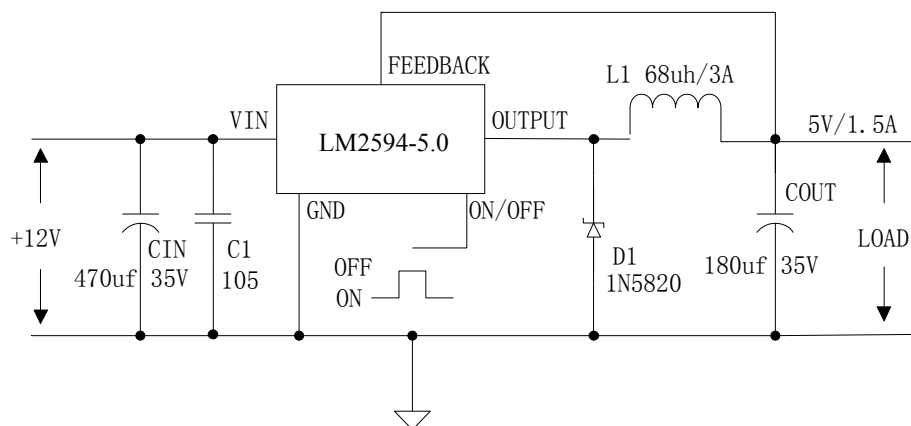 FEEDBACK
L1 68uh/3A
VIN
OUTPUT
5V/1.5A
LM2594-5.0
GND
ON/OFF
COUT
+12V
CIN
C1
OFF
D1
LOAD
470uf 35V
105
ON
1N5820
180uf 35V